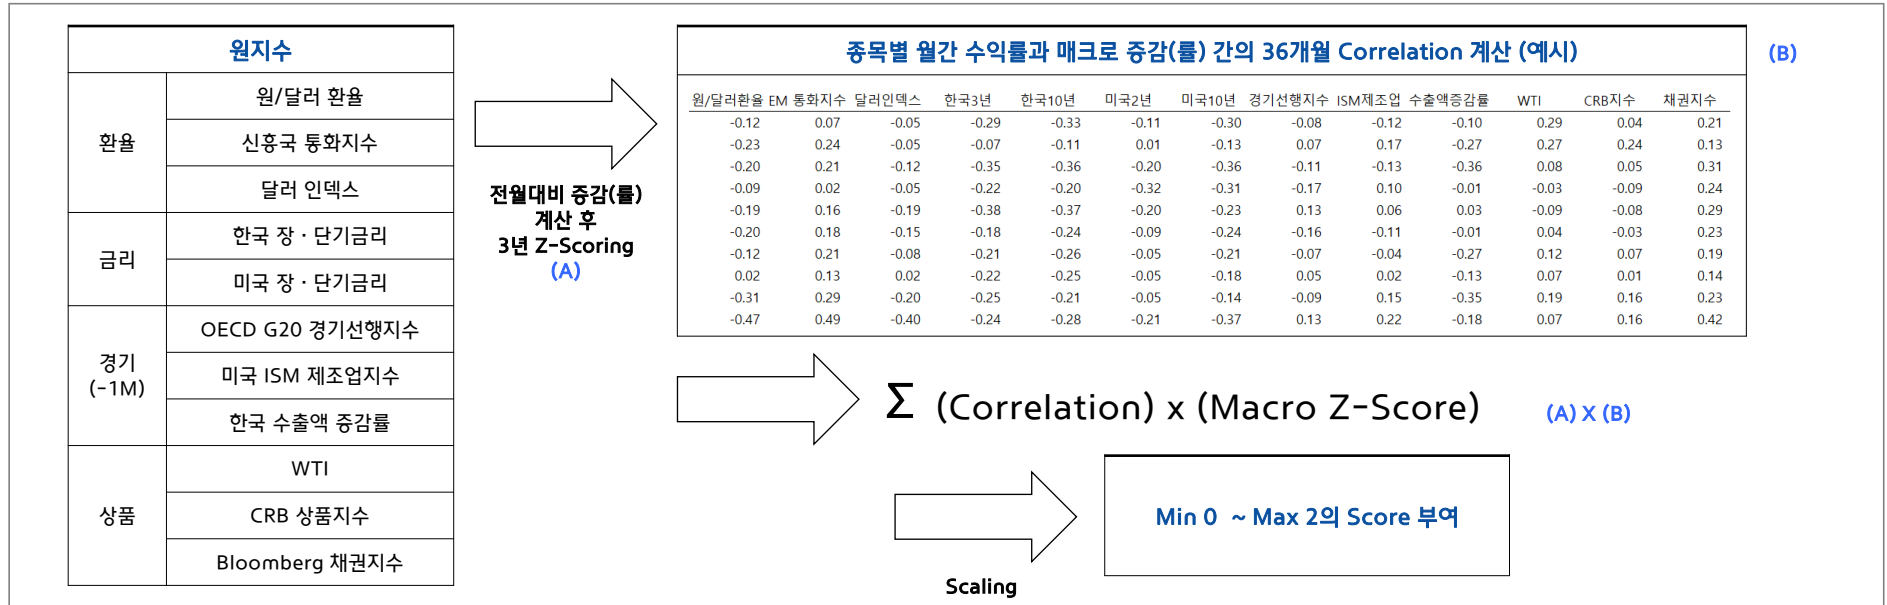 원지수
환율
원/달러 환율
신흥국 통화지수
달러 인덱스
금리
한국 장 · 단기금리
미국 장 · 단기금리
경기
(-1M)
OECD G20 경기선행지수
미국 ISM 제조업지수
한국 수출액 증감률
상품
WTI
CRB 상품지수
Bloomberg 채권지수
전월대비 증감(률)
계산 후
3년 Z-Scoring
(A)
종목별 월간 수익률과 매크로 증감(률) 간의 36개월 Correlation 계산 (예시)
(B)
원/달러환율 EM 통화지수 달러인덱스 한국3년 한국10년 미국2년 미국10년 경기선행지수 ISM제조업 수출액증감률 WTI CRB지수 채권지수
-0.12 0.07 -0.05 -0.29 -0.33 -0.11 -0.30 -0.08 -0.12 -0.10 0.29 0.04 0.21
-0.23 0.24 -0.05 -0.07 -0.11 0.01 -0.13 0.07 0.17 -0.27 0.27 0.24 0.13
-0.20 0.21 -0.12 -0.35 -0.36 -0.20 -0.36 -0.11 -0.13 -0.36 0.08 0.05 0.31
-0.09 0.02 -0.05 -0.22 -0.20 -0.32 -0.31 -0.17 0.10 -0.01 -0.03 -0.09 0.24
-0.19 0.16 -0.19 -0.38 -0.37 -0.20 -0.23 0.13 0.06 0.03 -0.09 -0.08 0.29
-0.20 0.18 -0.15 -0.18 -0.24 -0.09 -0.24 -0.16 -0.11 -0.01 0.04 -0.03 0.23
-0.12 0.21 -0.08 -0.21 -0.26 -0.05 -0.21 -0.07 -0.04 -0.27 0.12 0.07 0.19
0.02 0.13 0.02 -0.22 -0.25 -0.05 -0.18 0.05 0.02 -0.13 0.07 0.01 0.14
-0.31 0.29 -0.20 -0.25 -0.21 -0.05 -0.14 -0.09 0.15 -0.35 0.19 0.16 0.23
-0.47 0.49 -0.40 -0.24 -0.28 -0.21 -0.37 0.13 0.22 -0.18 0.07 0.16 0.42
Σ (Correlation) x (Macro Z-Score)
(A) X (B)
Scaling
Min 0 ~ Max 2의 Score 부여